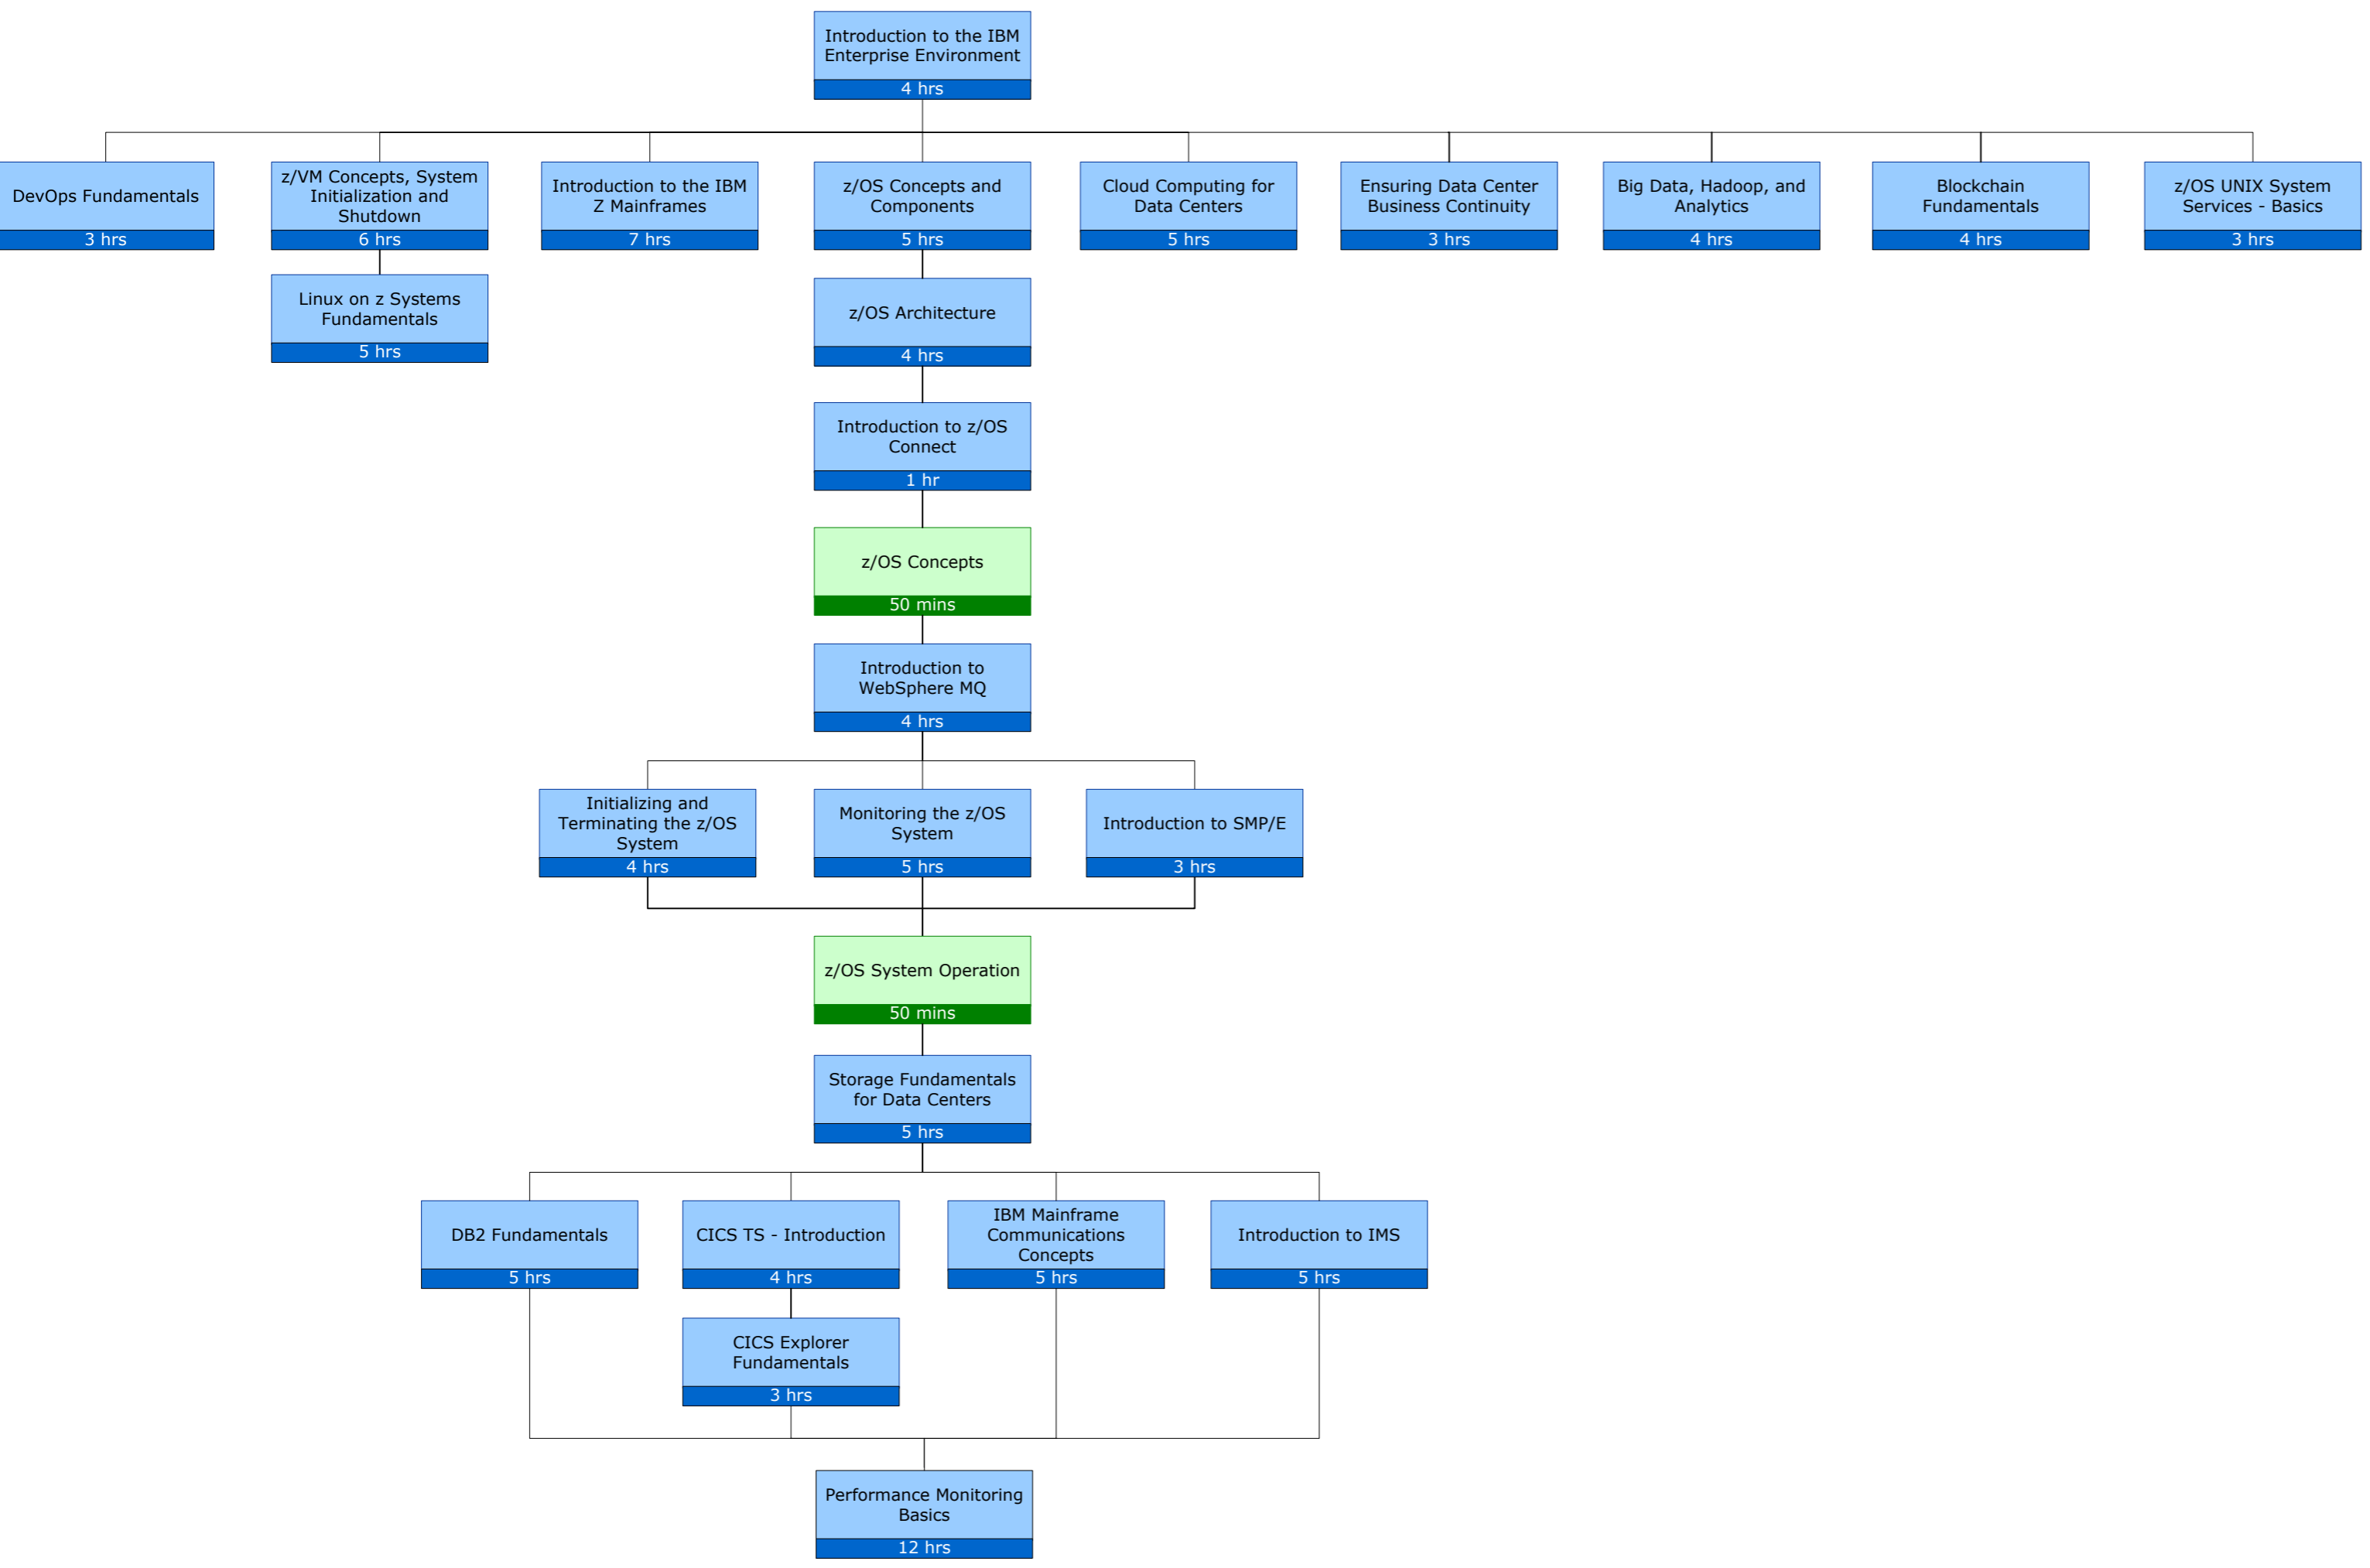 Introduction to the IBM
Enterprise Environment
4 hrs
DevOps Fundamentals
3 hrs
z/VM Concepts, System
Initialization and
Shutdown
6 hrs
Introduction to the IBM
Z Mainframes
7 hrs
z/OS Concepts and
Components
5 hrs
Cloud Computing for
Data Centers
5 hrs
Ensuring Data Center
Business Continuity
3 hrs
Big Data, Hadoop, and
Analytics
4 hrs
Blockchain
Fundamentals
4 hrs
z/OS UNIX System
Services - Basics
3 hrs
Linux on z Systems
Fundamentals
5 hrs
z/OS Architecture
4 hrs
Introduction to z/OS
Connect
1 hr
z/OS Concepts
50 mins
Introduction to
WebSphere MQ
4 hrs
Initializing and
Terminating the z/OS
System
4 hrs
Monitoring the z/OS
System
5 hrs
Introduction to SMP/E
3 hrs
z/OS System Operation
50 mins
Storage Fundamentals
for Data Centers
5 hrs
DB2 Fundamentals
5 hrs
CICS TS - Introduction
4 hrs
IBM Mainframe
Communications
Concepts
5 hrs
Introduction to IMS
5 hrs
CICS Explorer
Fundamentals
3 hrs
Performance Monitoring
Basics
12 hrs